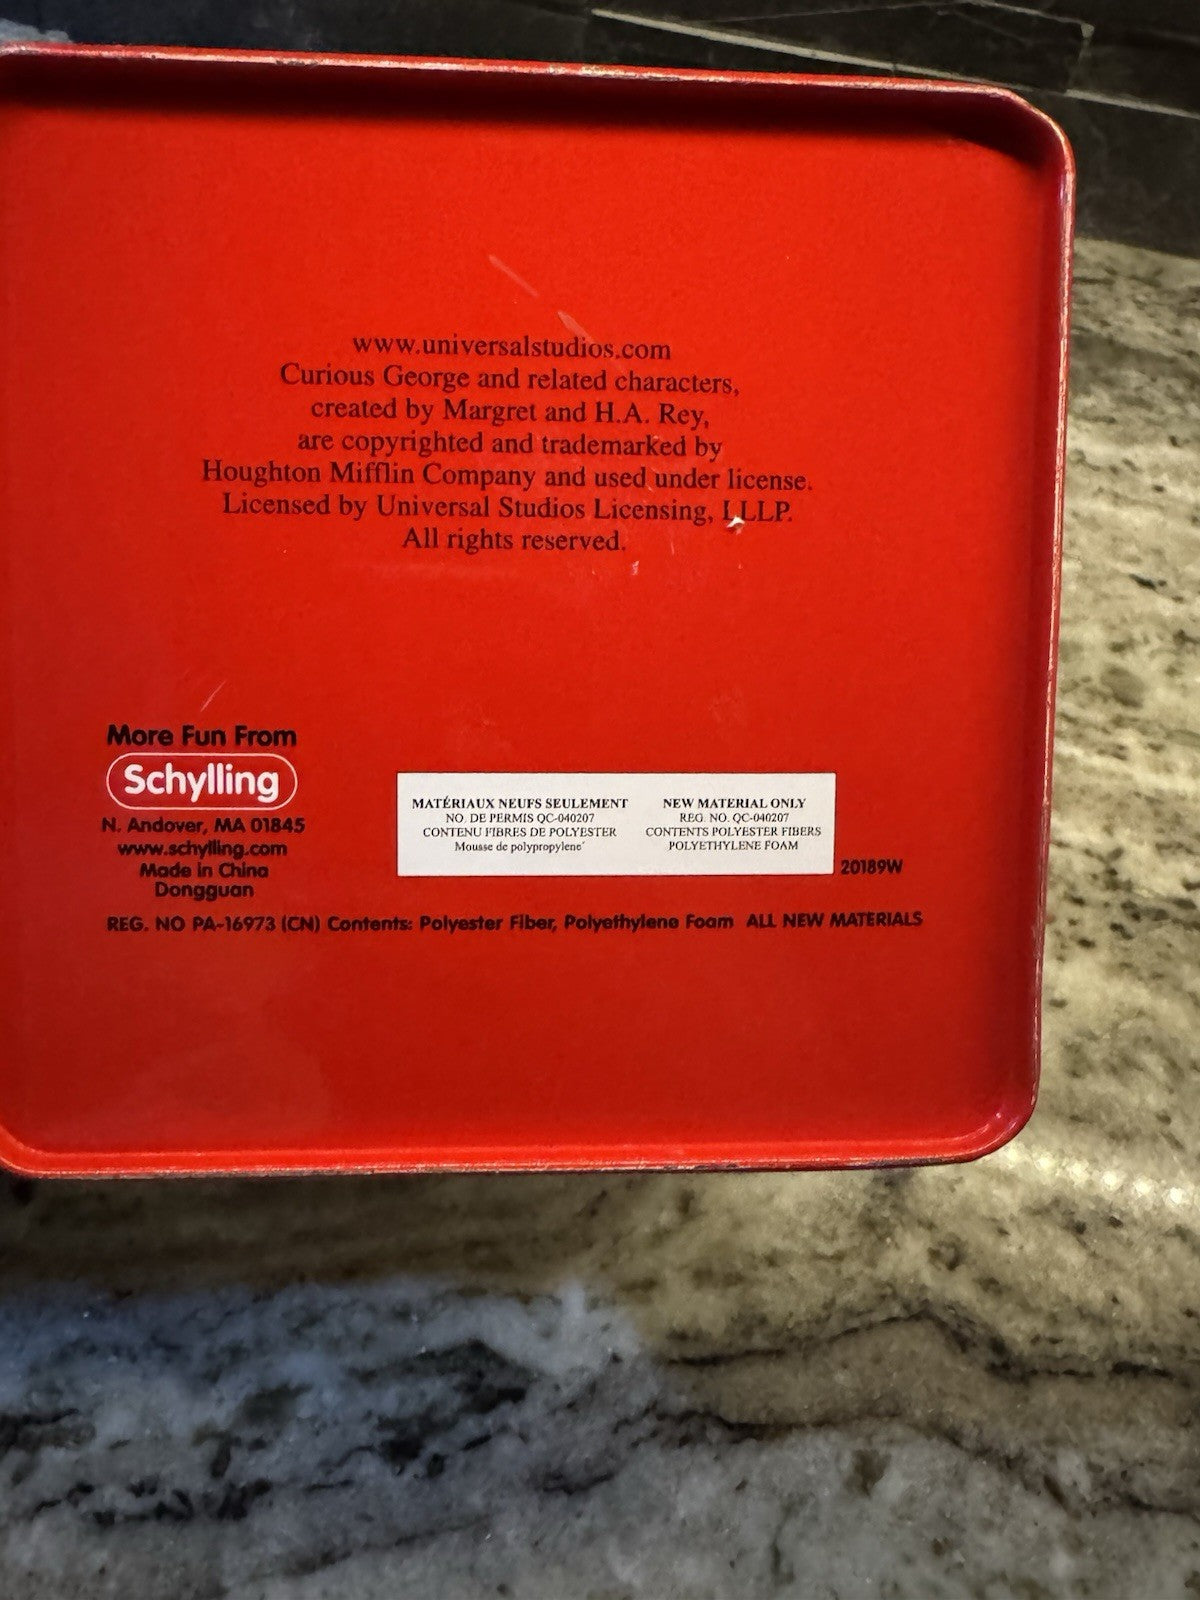 www.universalstudios.com
Curious George and related characters,
created by Margret and H.A. Rey,
are copyrighted and trademarked by
Houghton Mifflin Company and used under license.
Licensed by Universal Studios Licensing, LLLP.
All rights reserved.
More Fun From
Schylling
N. Andover, MA 01845
www.schylling.com
Made in China
Dongguan
MATÉRIAUX NEUFS SEULEMENT
NO. DE PERMIS QC-040207
CONTENU FIBRES DE POLYESTER
Mousse de polypropylene´
NEW MATERIAL ONLY
REG. NO. QC-040207
CONTENTS POLYESTER FIBERS
POLYETHYLENE FOAM
20189W
REG. NO PA-16973 (CN) Contents: Polyester Fiber, Polyethylene Foam ALL NEW MATERIALS